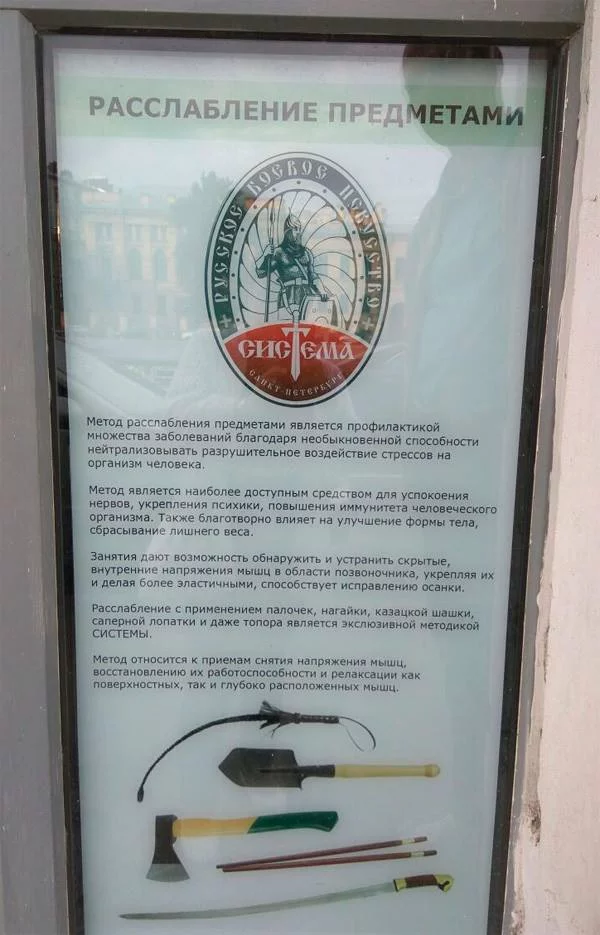 РАССЛАБЛЕНИЕ ПРЕДМЕТАМИ
РУССКОЕ БОЕВОЕ ИСКУССТВО
СИСТЕМА
САНКТ-ПЕТЕРБУРГ
Метод расслабления предметами является профилактикой
множества заболеваний благодаря необыкновенной способности
нейтрализовывать разрушительное воздействие стрессов на
организм человека.
Метод является наиболее доступным средством для успокоения
нервов, укрепления психики, повышения иммунитета человеческого
организма. Также благотворно влияет на улучшение формы тела,
сбрасывание лишнего веса.
Занятия дают возможность обнаружить и устранить скрытые,
внутренние напряжения мышц в области позвоночника, укрепляя их
и делая более эластичными, способствует исправлению осанки.
Расслабление с применением палочек, нагайки, казацкой шашки,
саперной лопатки и даже топора является экслюзивной методикой
СИСТЕМЫ.
Метод относится к приемам снятия напряжения мышц,
восстановлению их работоспособности и релаксации как
поверхностных, так и глубоко расположенных мышц.